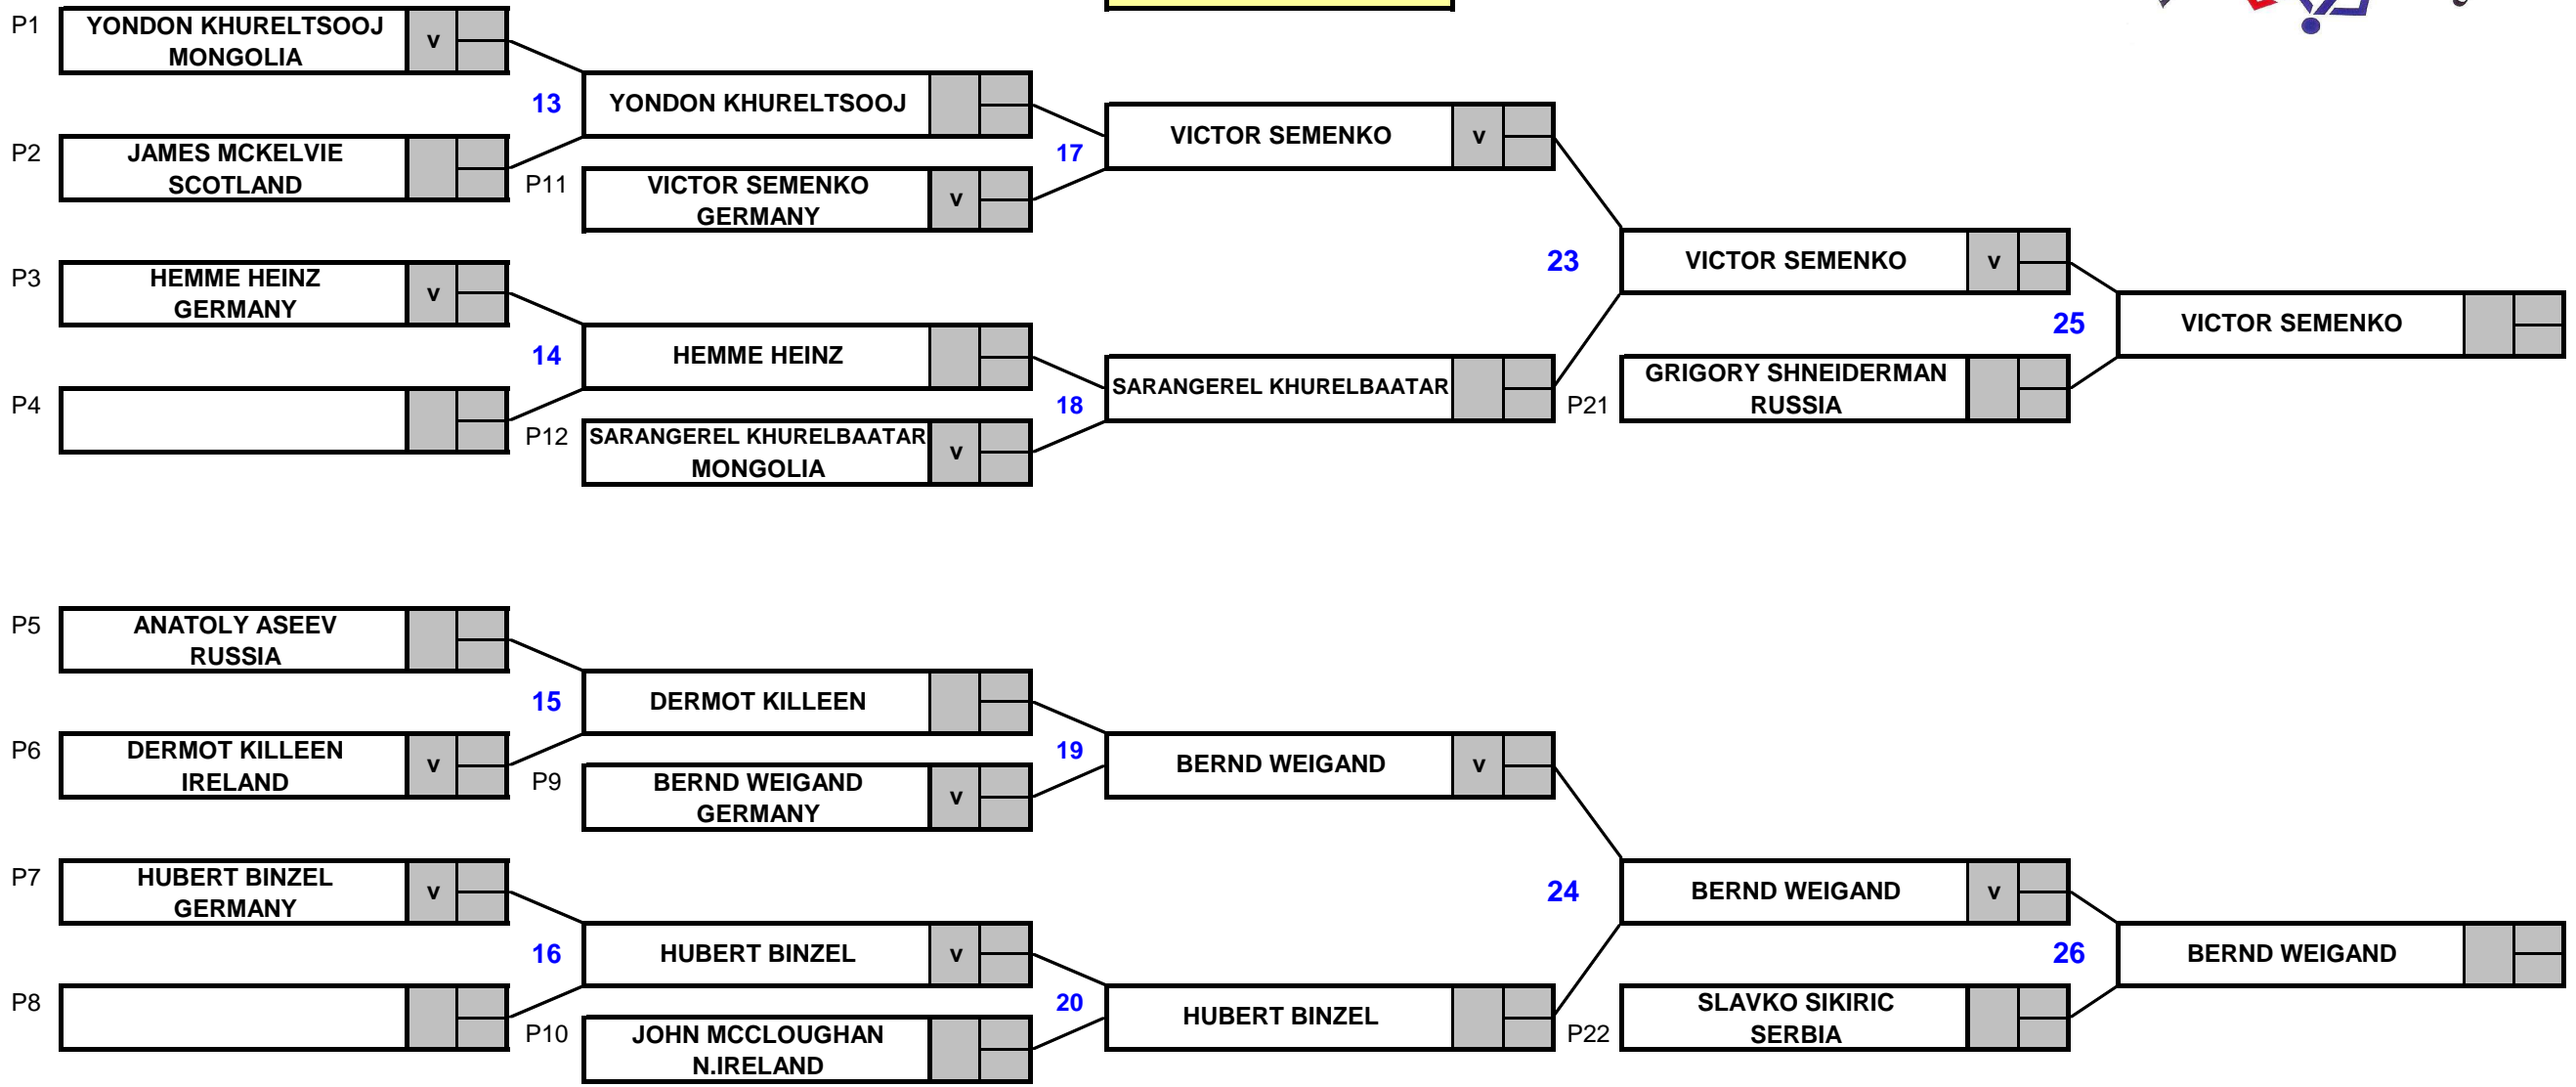 P1
YONDON KHURELTSOOJ
MONGOLIA
v
13
YONDON KHURELTSOOJ
P2
JAMES MCKELVIE
SCOTLAND
P11
VICTOR SEMENKO
GERMANY
v
17
VICTOR SEMENKO
v
P3
HEMME HEINZ
GERMANY
v
14
HEMME HEINZ
P4
P12
SARANGEREL KHURELBAATAR
MONGOLIA
v
18
SARANGEREL KHURELBAATAR
23
VICTOR SEMENKO
v
P21
GRIGORY SHNEIDERMAN
RUSSIA
25
VICTOR SEMENKO
P5
ANATOLY ASEEV
RUSSIA
15
DERMOT KILLEEN
P6
DERMOT KILLEEN
IRELAND
v
P9
BERND WEIGAND
GERMANY
v
19
BERND WEIGAND
v
P7
HUBERT BINZEL
GERMANY
v
16
HUBERT BINZEL
v
P8
P10
JOHN MCCLOUGHAN
N.IRELAND
20
HUBERT BINZEL
24
BERND WEIGAND
v
P22
SLAVKO SIKIRIC
SERBIA
26
BERND WEIGAND